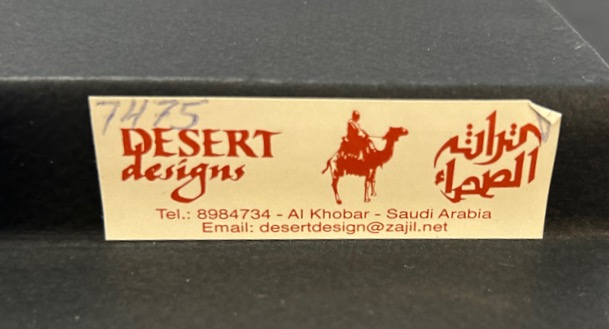 7475
DESERT
designs
تراث
الصحراء
Tel.: 8984734 - Al Khobar - Saudi Arabia
Email: desertdesign@zajil.net